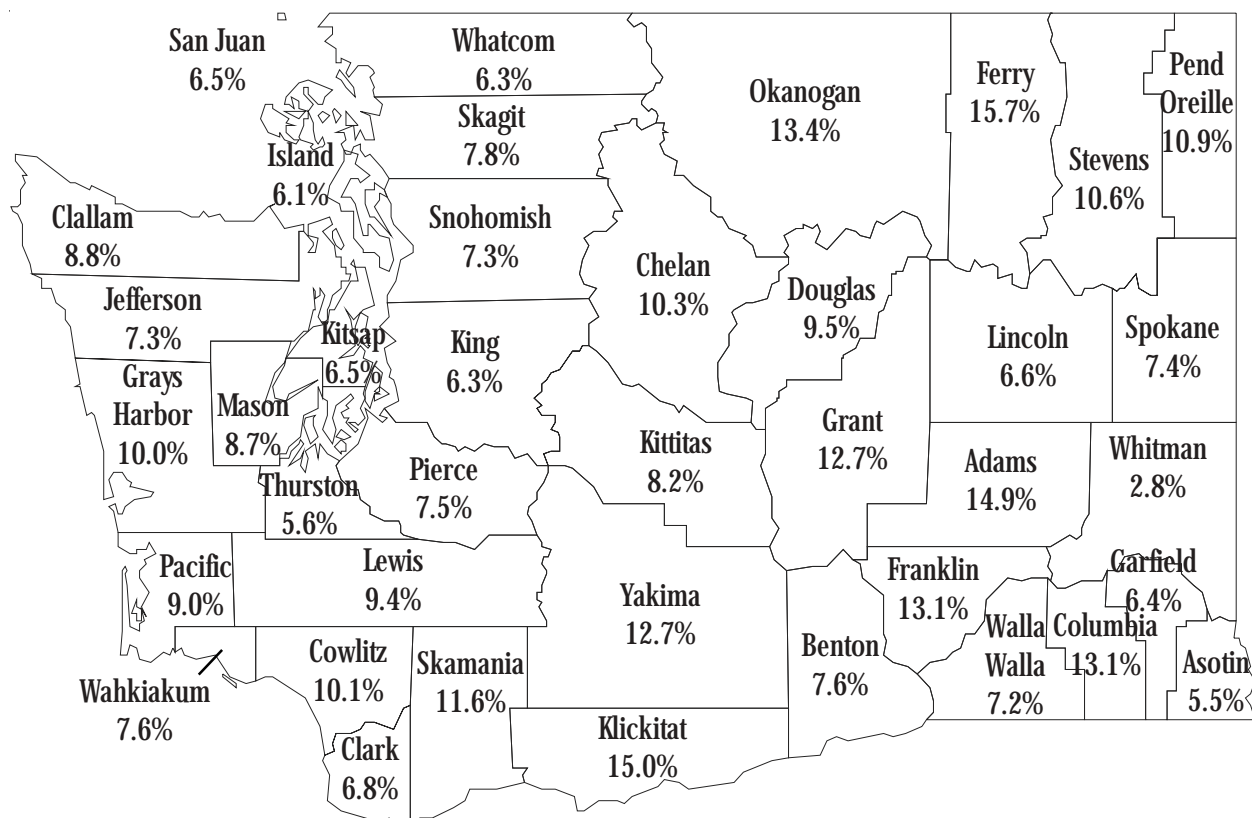 San Juan
6.5%
Whatcom
6.3%
Skagit
7.8%
Island
6.1%
Okanogan
13.4%
Ferry
15.7%
Pend
Oreille
10.9%
Stevens
10.6%
Clallam
8.8%
Snohomish
7.3%
Chelan
10.3%
Douglas
9.5%
Jefferson
7.3%
Kitsap
6.5%
King
6.3%
Lincoln
6.6%
Spokane
7.4%
Grays
Harbor
10.0%
Mason
8.7%
Thurston
5.6%
Pierce
7.5%
Kittitas
8.2%
Grant
12.7%
Adams
14.9%
Whitman
2.8%
Pacific
9.0%
Lewis
9.4%
Yakima
12.7%
Franklin
13.1%
Garfield
6.4%
Walla
Walla
7.2%
Columbia
13.1%
Asotin
5.5%
Benton
7.6%
Wahkiakum
7.6%
Cowlitz
10.1%
Skamania
11.6%
Clark
6.8%
Klickitat
15.0%